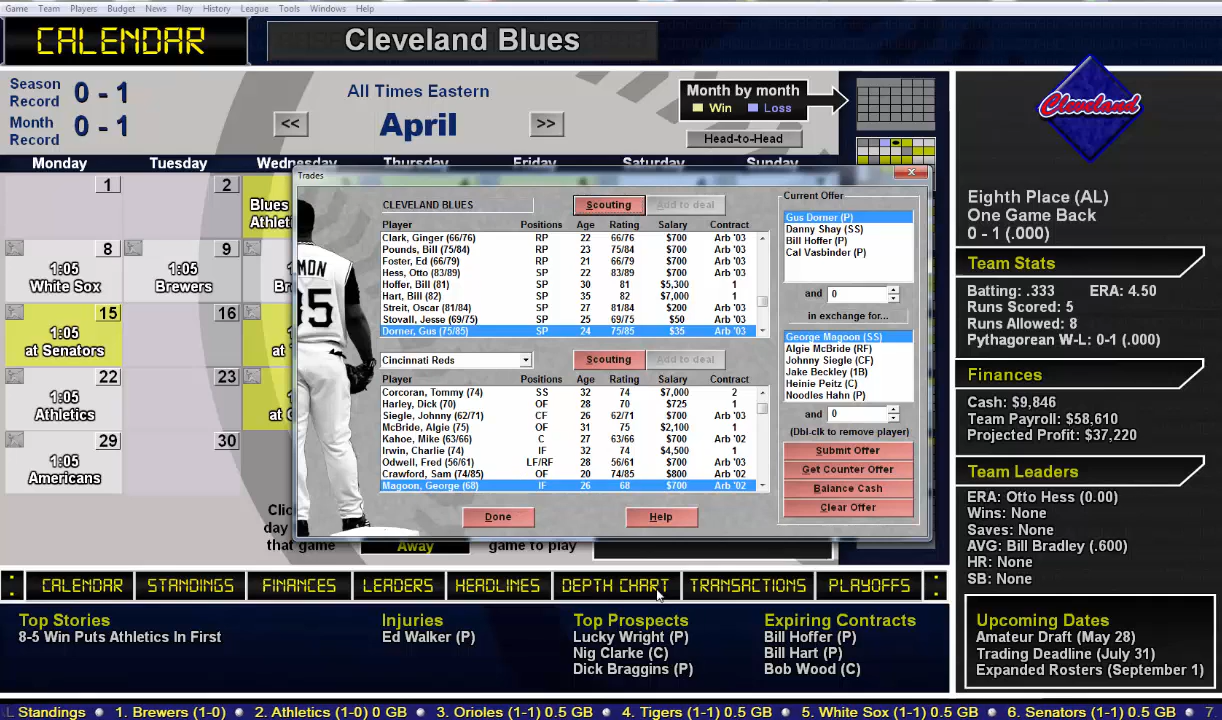 Game Team Players Budget News Play History League Tools Windows Help
CALENDAR
Cleveland Blues
Season Record 0 - 1
Month Record 0 - 1
All Times Eastern
<< April >>
Month by month
Win Loss
Head-to-Head
Monday Tuesday Wednesday Thursday Friday Saturday Sunday
1 2
Blues
Athleti
8 9
1:05 1:05
White Sox Brewers Br
15 16
1:05
at Senators at
22 23
1:05
Athletics at
29 30
1:05
Americans
Clic
day
that game Away game to play
Trades
MON
35
CLEVELAND BLUES Scouting Add to deal
Player Positions Age Rating Salary Contract
Clark, Ginger (66/76) RP 22 66/76 $700 Arb '03
Pounds, Bill (75/84) RP 23 75/84 $700 Arb '03
Foster, Ed (66/79) RP 21 66/79 $700 Arb '03
Hess, Otto (83/89) SP 22 83/89 $700 Arb '03
Hoffer, Bill (81) SP 30 81 $5,300 1
Hart, Bill (82) SP 35 82 $7,000 1
Streit, Oscar (81/84) SP 27 81/84 $200 Arb '03
Stovall, Jesse (69/75) SP 25 69/75 $50 Arb '03
Dorner, Gus (75/85) SP 24 75/85 $35 Arb '03
Cincinnati Reds Scouting Add to deal
Player Positions Age Rating Salary Contract
Corcoran, Tommy (74) SS 32 74 $7,000 2
Harley, Dick (70) OF 28 70 $725 1
Siegle, Johnny (62/71) CF 26 62/71 $700 Arb '03
McBride, Algie (75) OF 31 75 $2,100 1
Kahoe, Mike (63/66) C 27 63/66 $700 Arb '02
Irwin, Charlie (74) IF 32 74 $4,500 1
Odwell, Fred (56/61) LF/RF 28 56/61 $700 Arb '03
Crawford, Sam (74/85) OF 20 74/85 $800 Arb '02
Magoon, George (68) IF 26 68 $700 Arb '02
Done Help
Current Offer
Gus Dorner (P)
Danny Shay (SS)
Bill Hoffer (P)
Cal Vasbinder (P)
and 0
in exchange for...
George Magoon (SS)
Algie McBride (RF)
Johnny Siegle (CF)
Jake Beckley (1B)
Heinie Peitz (C)
Noodles Hahn (P)
and 0
(Dbl-clk to remove player)
Submit Offer
Get Counter Offer
Balance Cash
Clear Offer
Cleveland
Eighth Place (AL)
One Game Back
0 - 1 (.000)
Team Stats
Batting: .333 ERA: 4.50
Runs Scored: 5
Runs Allowed: 8
Pythagorean W-L: 0-1 (.000)
Finances
Cash: $9,846
Team Payroll: $58,610
Projected Profit: $37,220
Team Leaders
ERA: Otto Hess (0.00)
Wins: None
Saves: None
AVG: Bill Bradley (.600)
HR: None
SB: None
Upcoming Dates
Amateur Draft (May 28)
Trading Deadline (July 31)
Expanded Rosters (September 1)
: CALENDAR STANDINGS FINANCES LEADERS HEADLINES DEPTH CHART TRANSACTIONS PLAYOFFS :
Top Stories
8-5 Win Puts Athletics In First
Injuries
Ed Walker (P)
Top Prospects
Lucky Wright (P)
Nig Clarke (C)
Dick Braggins (P)
Expiring Contracts
Bill Hoffer (P)
Bill Hart (P)
Bob Wood (C)
L Standings 1. Brewers (1-0) 2. Athletics (1-0) 0 GB 3. Orioles (1-1) 0.5 GB 4. Tigers (1-1) 0.5 GB 5. White Sox (1-1) 0.5 GB 6. Senators (1-1) 0.5 GB 7